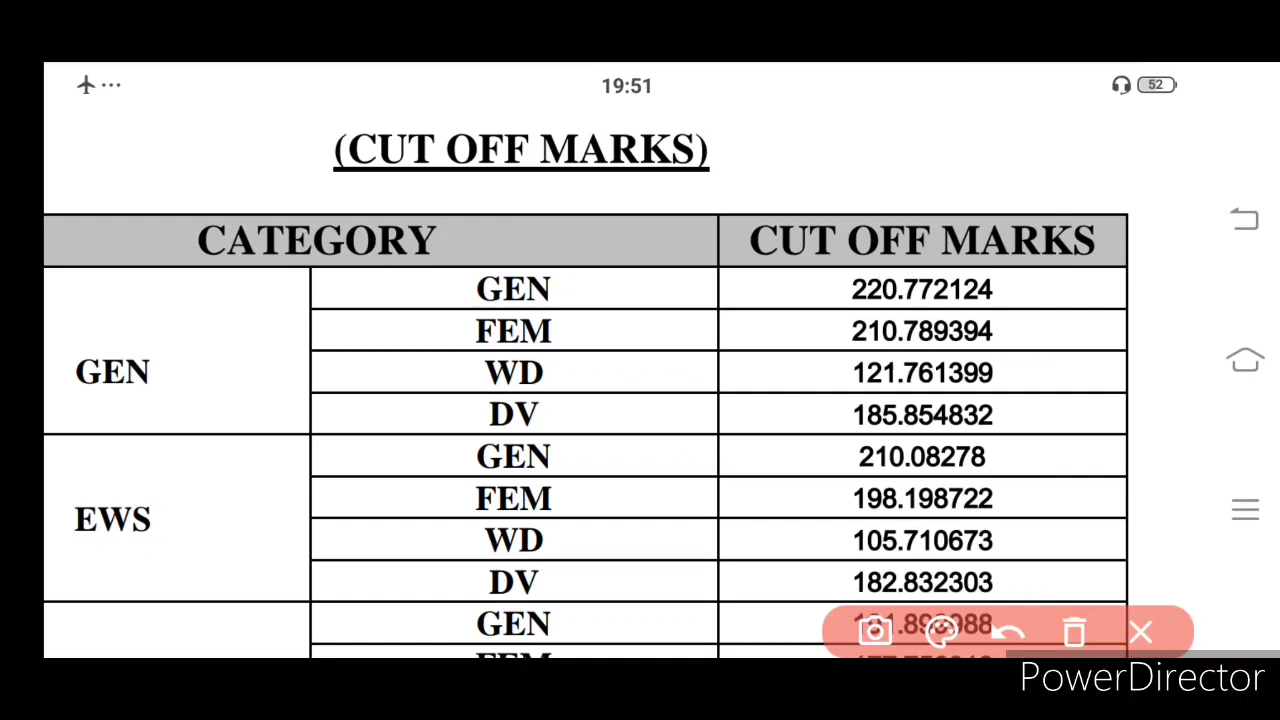 19:51
52
(CUT OFF MARKS)
CATEGORY CUT OFF MARKS
GEN GEN 220.772124
FEM 210.789394
WD 121.761399
DV 185.854832
EWS GEN 210.08278
FEM 198.198722
WD 105.710673
DV 182.832303
GEN
FEM
PowerDirector